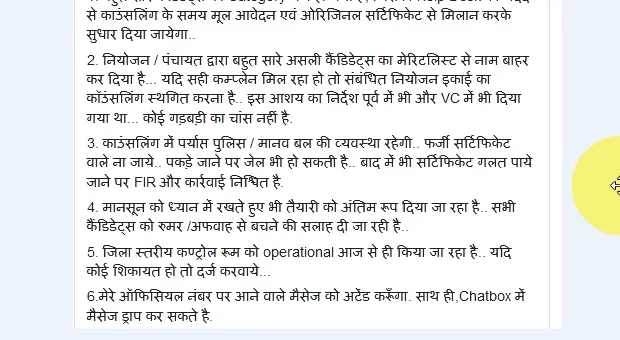 से काउंसलिंग के समय मूल आवेदन एवं ओरिजिनल सर्टिफिकेट से मिलान करके
सुधार दिया जायेगा..
2. नियोजन / पंचायत द्वारा बहुत सारे असली कैंडिडेट्स का मेरिटलिस्ट से नाम बाहर
कर दिया है... यदि सही कम्प्लेन मिल रहा हो तो संबंधित नियोजन इकाई का
कॉउंसलिंग स्थगित करना है.. इस आशय का निर्देश पूर्व में भी और VC में भी दिया
गया था... कोई गड़बड़ी का चांस नहीं है.
3. काउंसलिंग में पर्याप्त पुलिस / मानव बल की व्यवस्था रहेगी.. फर्जी सर्टिफिकेट
वाले ना जाये.. पकड़े जाने पर जेल भी हो सकती है.. बाद में भी सर्टिफिकेट गलत पाये
जाने पर FIR और कार्रवाई निश्चित है.
4. मानसून को ध्यान में रखते हुए भी तैयारी को अंतिम रूप दिया जा रहा है.. सभी
कैंडिडेट्स को रुमर /अफवाह से बचने की सलाह दी जा रही है..
5. जिला स्तरीय कण्ट्रोल रूम को operational आज से ही किया जा रहा है.. यदि
कोई शिकायत हो तो दर्ज करवाये...
6.मेरे ऑफिसियल नंबर पर आने वाले मैसेज को अटेंड करूँगा. साथ ही,Chatbox में
मैसेज ड्राप कर सकते है.